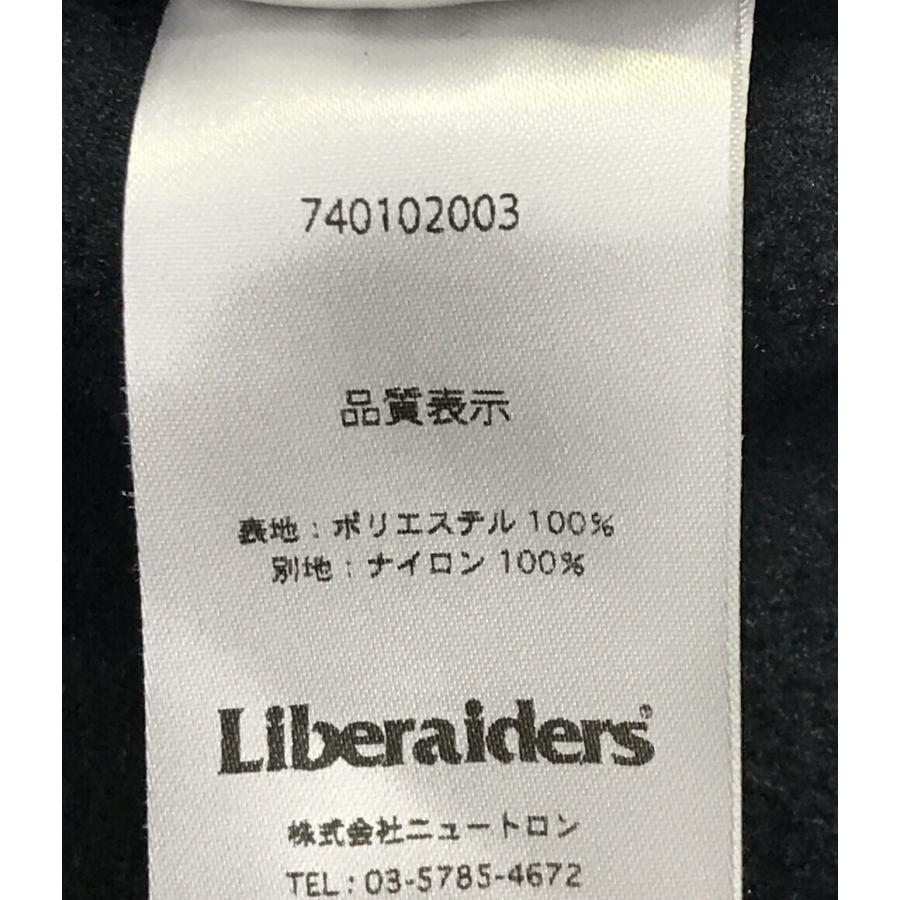 740102003
品質表示
表地：ポリエステル 100%
別地：ナイロン 100%
Liberaiders®
株式会社ニュートロン
TEL : 03-5785-4672